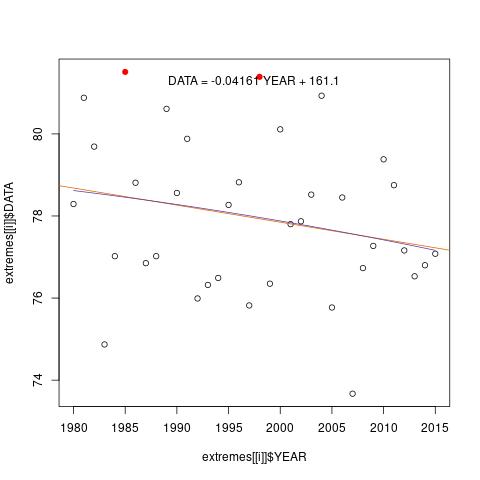 DATA = -0.04161 YEAR + 161.1
80
78
76
74
extremes[[i]]$DATA
1980 1985 1990 1995 2000 2005 2010 2015
extremes[[i]]$YEAR